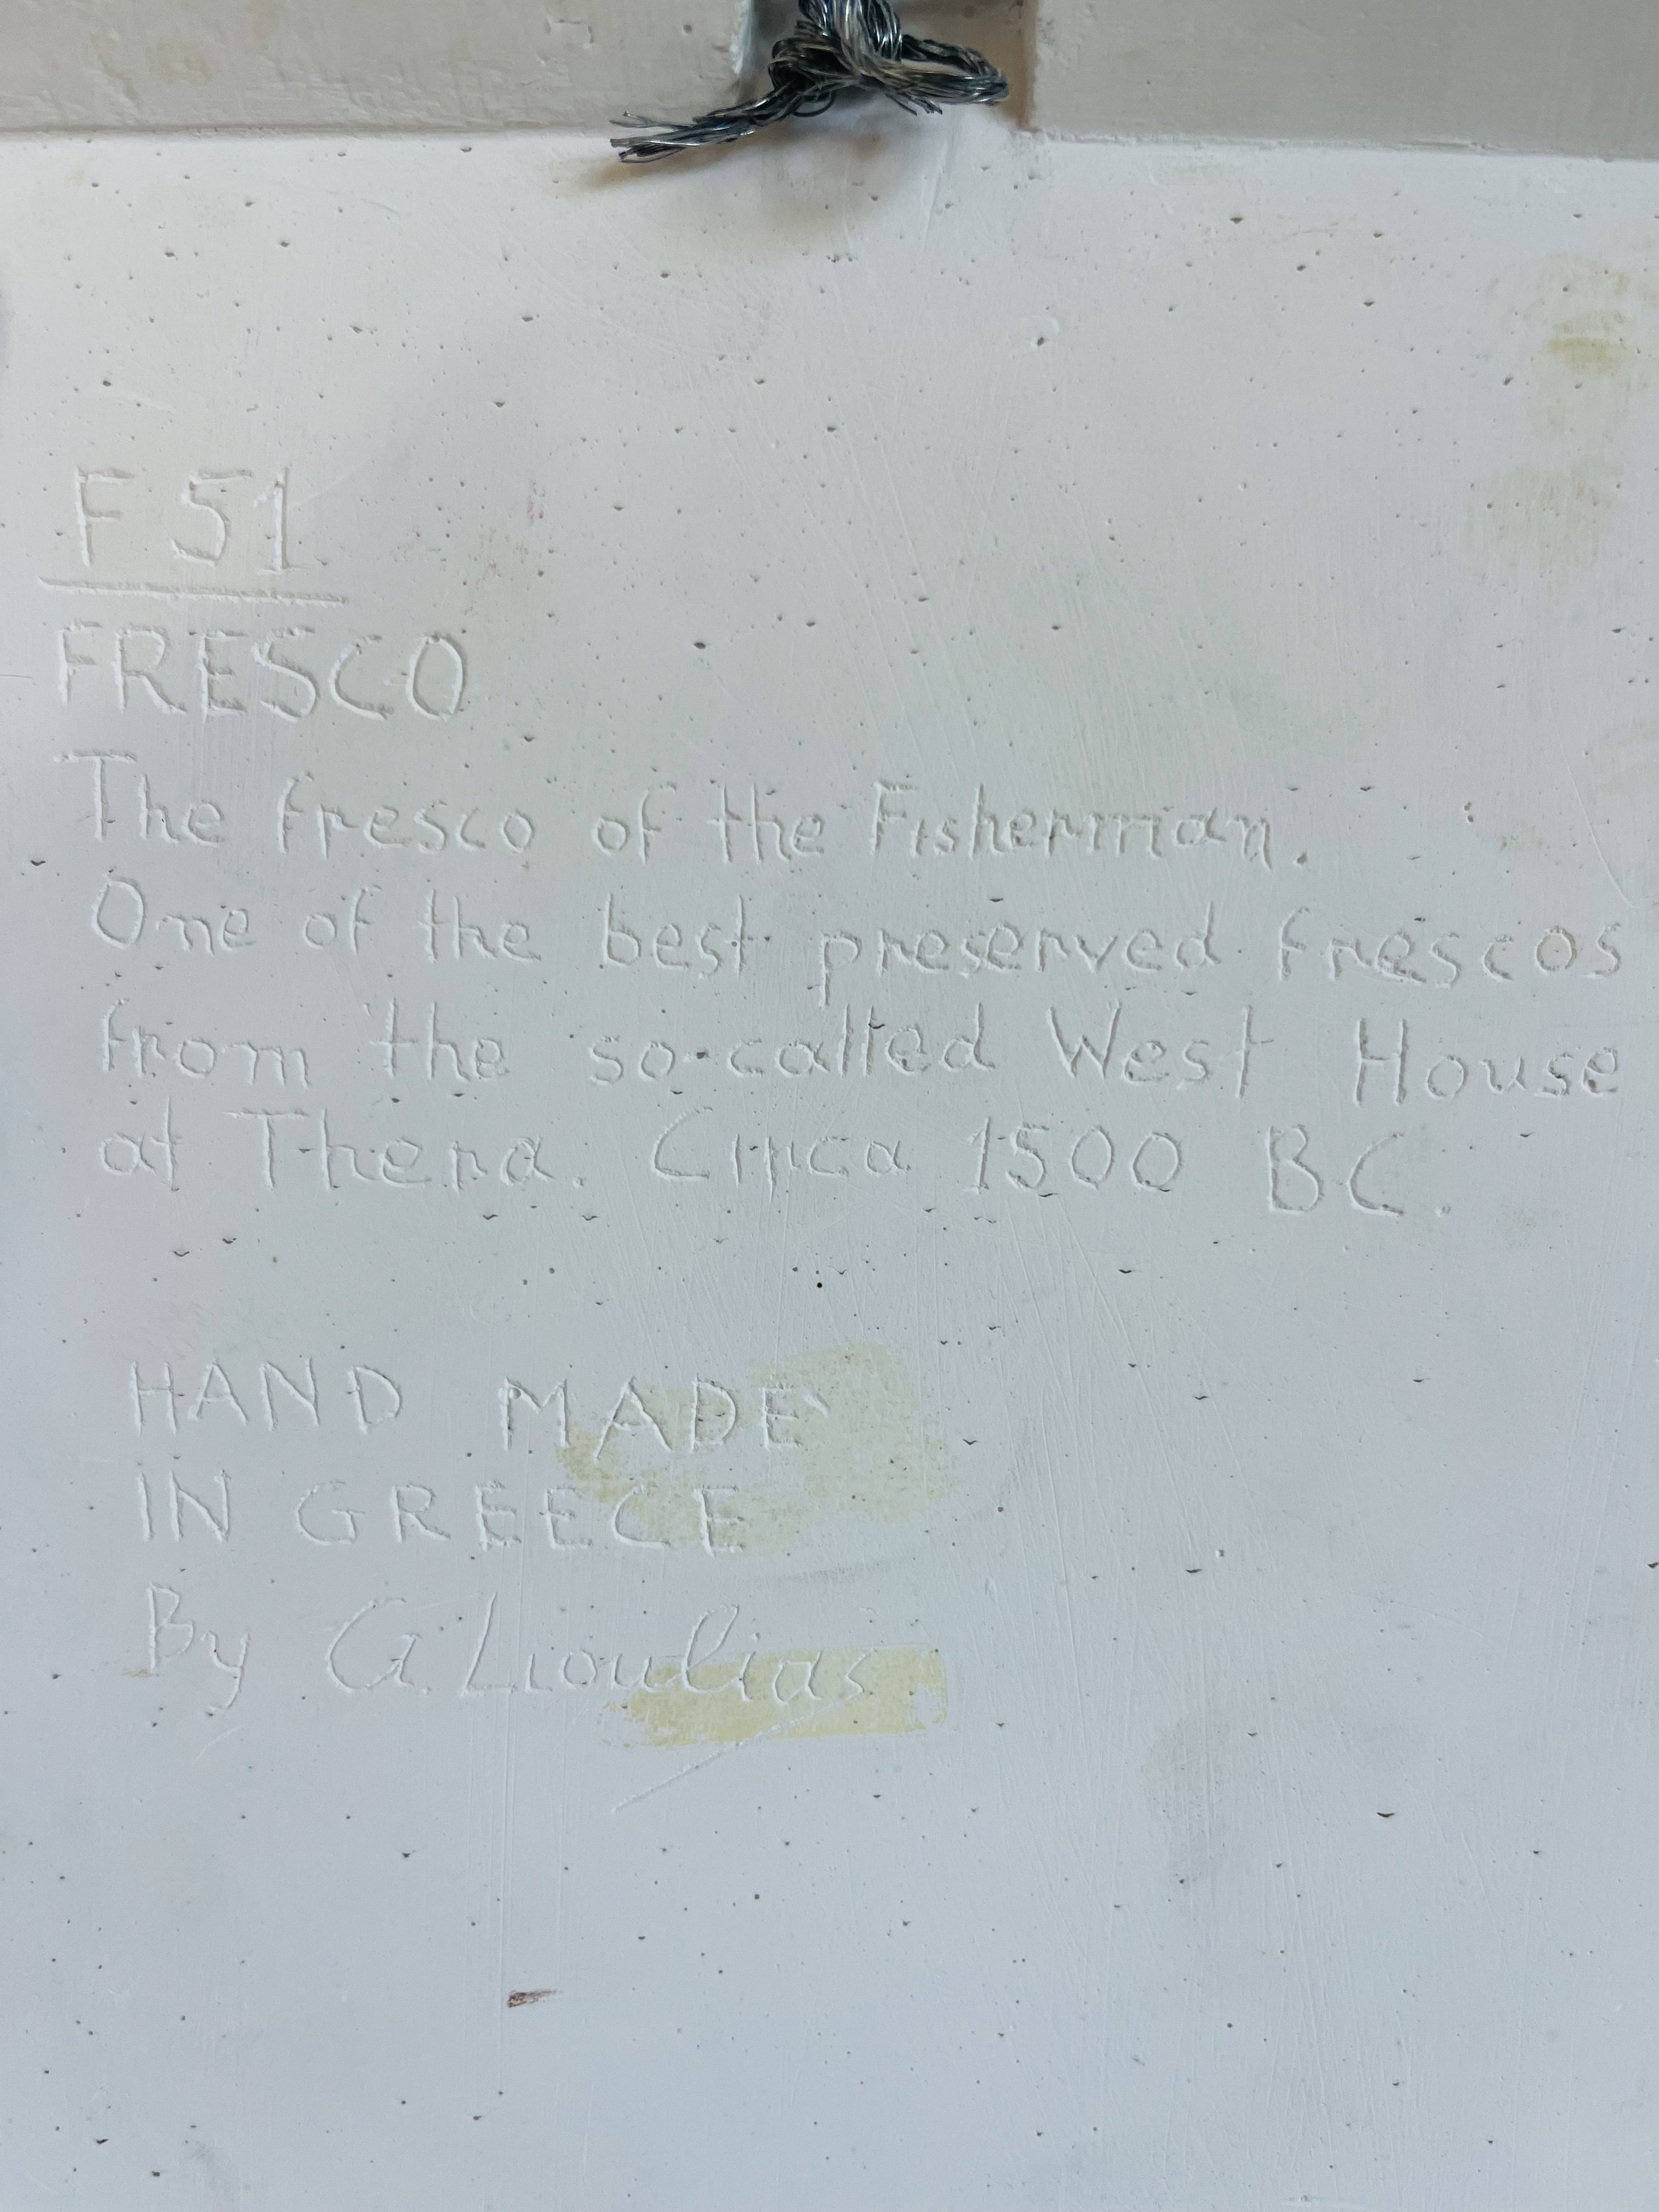 F 51
FRESCO
The fresco of the Fisherman.
One of the best preserved frescos
from the so-called West House
at Thera. Circa 1500 BC.
HAND MADE
IN GREECE
By G. Lioulias